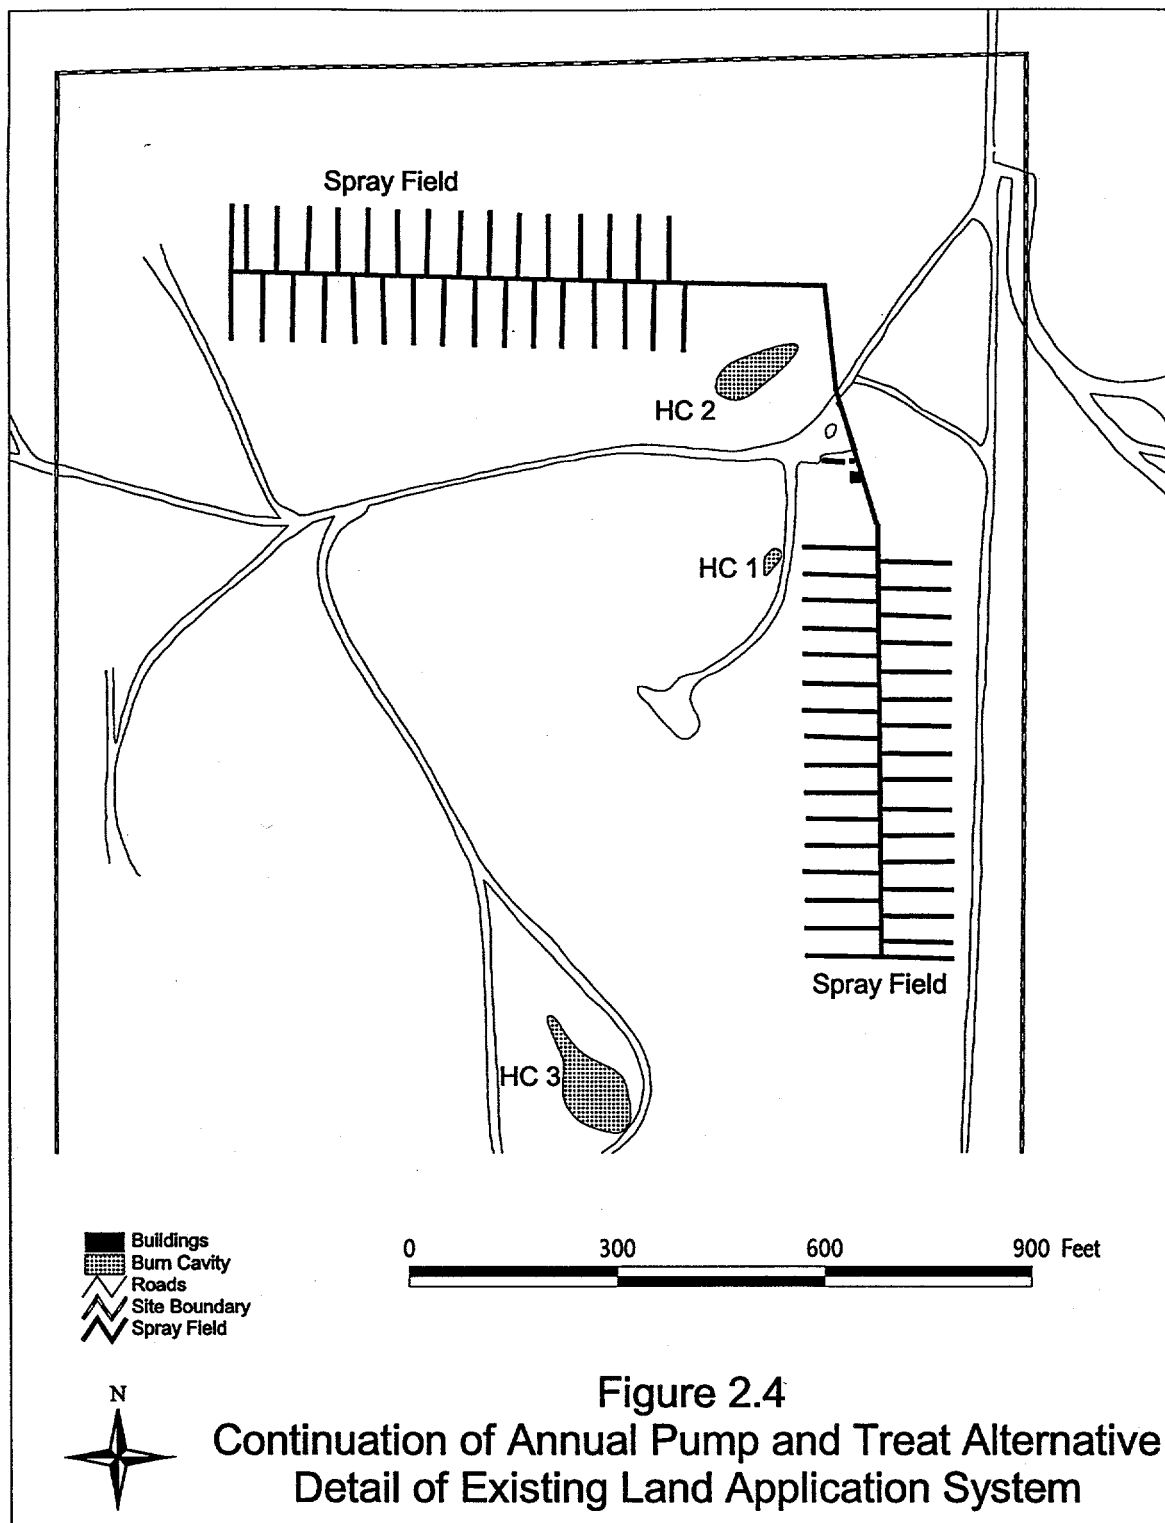 Spray Field
HC 2
HC 1
Spray Field
HC 3
Buildings
Burn Cavity
Roads
Site Boundary
Spray Field
0 300 600 900 Feet
N
Figure 2.4
Continuation of Annual Pump and Treat Alternative
Detail of Existing Land Application System